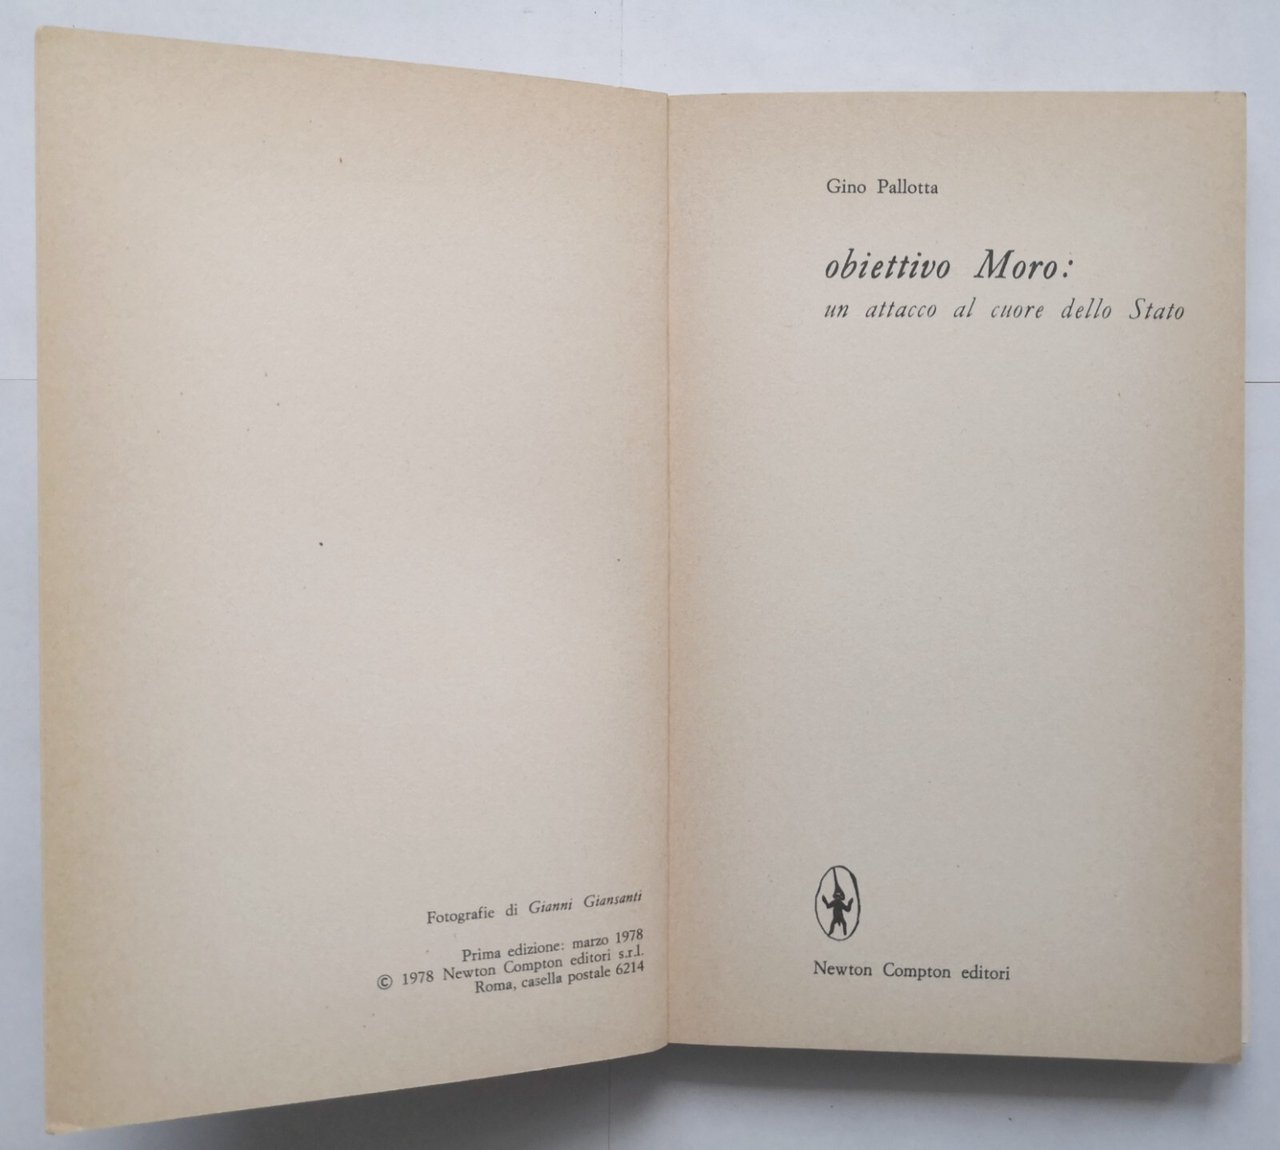 Fotografie di Gianni Giansanti
Prima edizione: marzo 1978
© 1978 Newton Compton editori s.r.l.
Roma, casella postale 6214
Gino Pallotta
obiettivo Moro:
un attacco al cuore dello Stato
Newton Compton editori